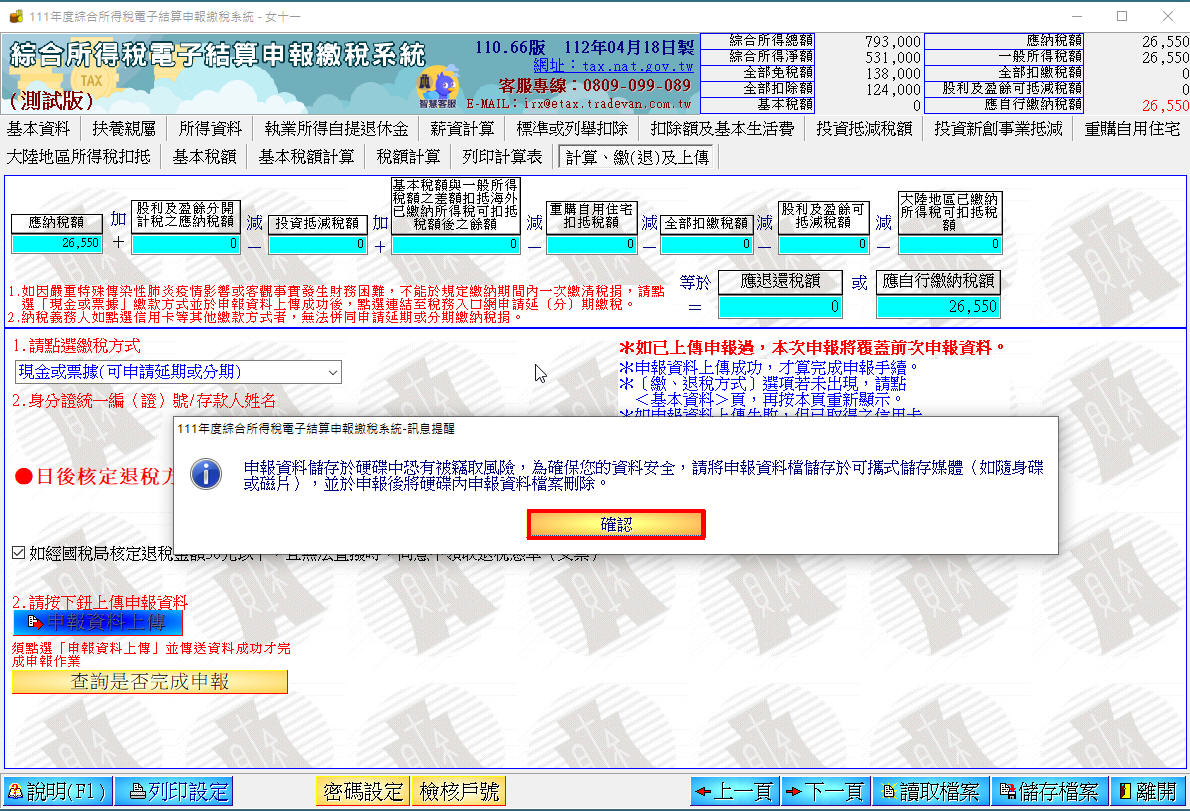 111年度綜合所得稅電子結算申報繳稅系統 - 女十一
綜合所得稅電子結算申報繳稅系統
(測試版)
TAX
智慧客服
110.66版 112年04月18日製
網址：tax.nat.gov.tw
客服專線：0809-099-089
E-MAIL：irx@etax.tradevan.com.tw
綜合所得總額 793,000 應納稅額 26,550
綜合所得淨額 531,000 一般所得稅額 26,550
全部免稅額 138,000 全部扣繳稅額 0
全部扣除額 124,000 股利及盈餘可抵減稅額 0
基本稅額 0 應自行繳納稅額 26,550
基本資料 扶養親屬 所得資料 執業所得自提退休金 薪資計算 標準或列舉扣除 扣除額及基本生活費 投資抵減稅額 投資新創事業抵減 重購自用住宅
大陸地區所得稅扣抵 基本稅額 基本稅額計算 稅額計算 列印計算表 計算、繳(退)及上傳
應納稅額
26,550
加
＋
股利及盈餘分開
計稅之應納稅額
0
減
－
投資抵減稅額
0
加
＋
基本稅額與一般所得
稅額之差額扣抵海外
已繳納所得稅可扣抵
稅額後之餘額
0
減
－
重購自用住宅
扣抵稅額
0
減
－
全部扣繳稅額
0
減
－
股利及盈餘可
抵減稅額
0
減
－
大陸地區已繳納
所得稅可扣抵稅
額
0
1.如因嚴重特殊傳染性肺炎疫情影響或客觀事實發生財務困難，不能於規定繳納期間內一次繳清稅捐，請點
選「現金或票據」繳款方式並於申報資料上傳成功後，點選連結至稅務入口網申請延（分）期繳稅。
2.納稅義務人如點選信用卡等其他繳款方式者，無法併同申請延期或分期繳納稅捐。
等於
＝
應退還稅額
0
或
應自行繳納稅額
26,550
1.請點選繳稅方式
現金或票據(可申請延期或分期)
2.身分證統一編（證）號/存款人姓名
＊如已上傳申報過，本次申報將覆蓋前次申報資料。
＊申報資料上傳成功，才算完成申報手續。
＊〔繳、退稅方式〕選項若未出現，請點
＜基本資料＞頁，再按本頁重新顯示。
111年度綜合所得稅電子結算申報繳稅系統-訊息提醒
申報資料儲存於硬碟中恐有被竊取風險，為確保您的資料安全，請將申報資料檔儲存於可攜式儲存媒體（如隨身碟
或磁片），並於申報後將硬碟內申報資料檔案刪除。
確認
●日後核定退稅方
如經國稅局核定退稅
2.請按下鈕上傳申報資料
申報資料上傳
須點選「申報資料上傳」並傳送資料成功才完
成申報作業
查詢是否完成申報
說明(F1) 列印設定 密碼設定 檢核戶號 上一頁 下一頁 讀取檔案 儲存檔案 離開